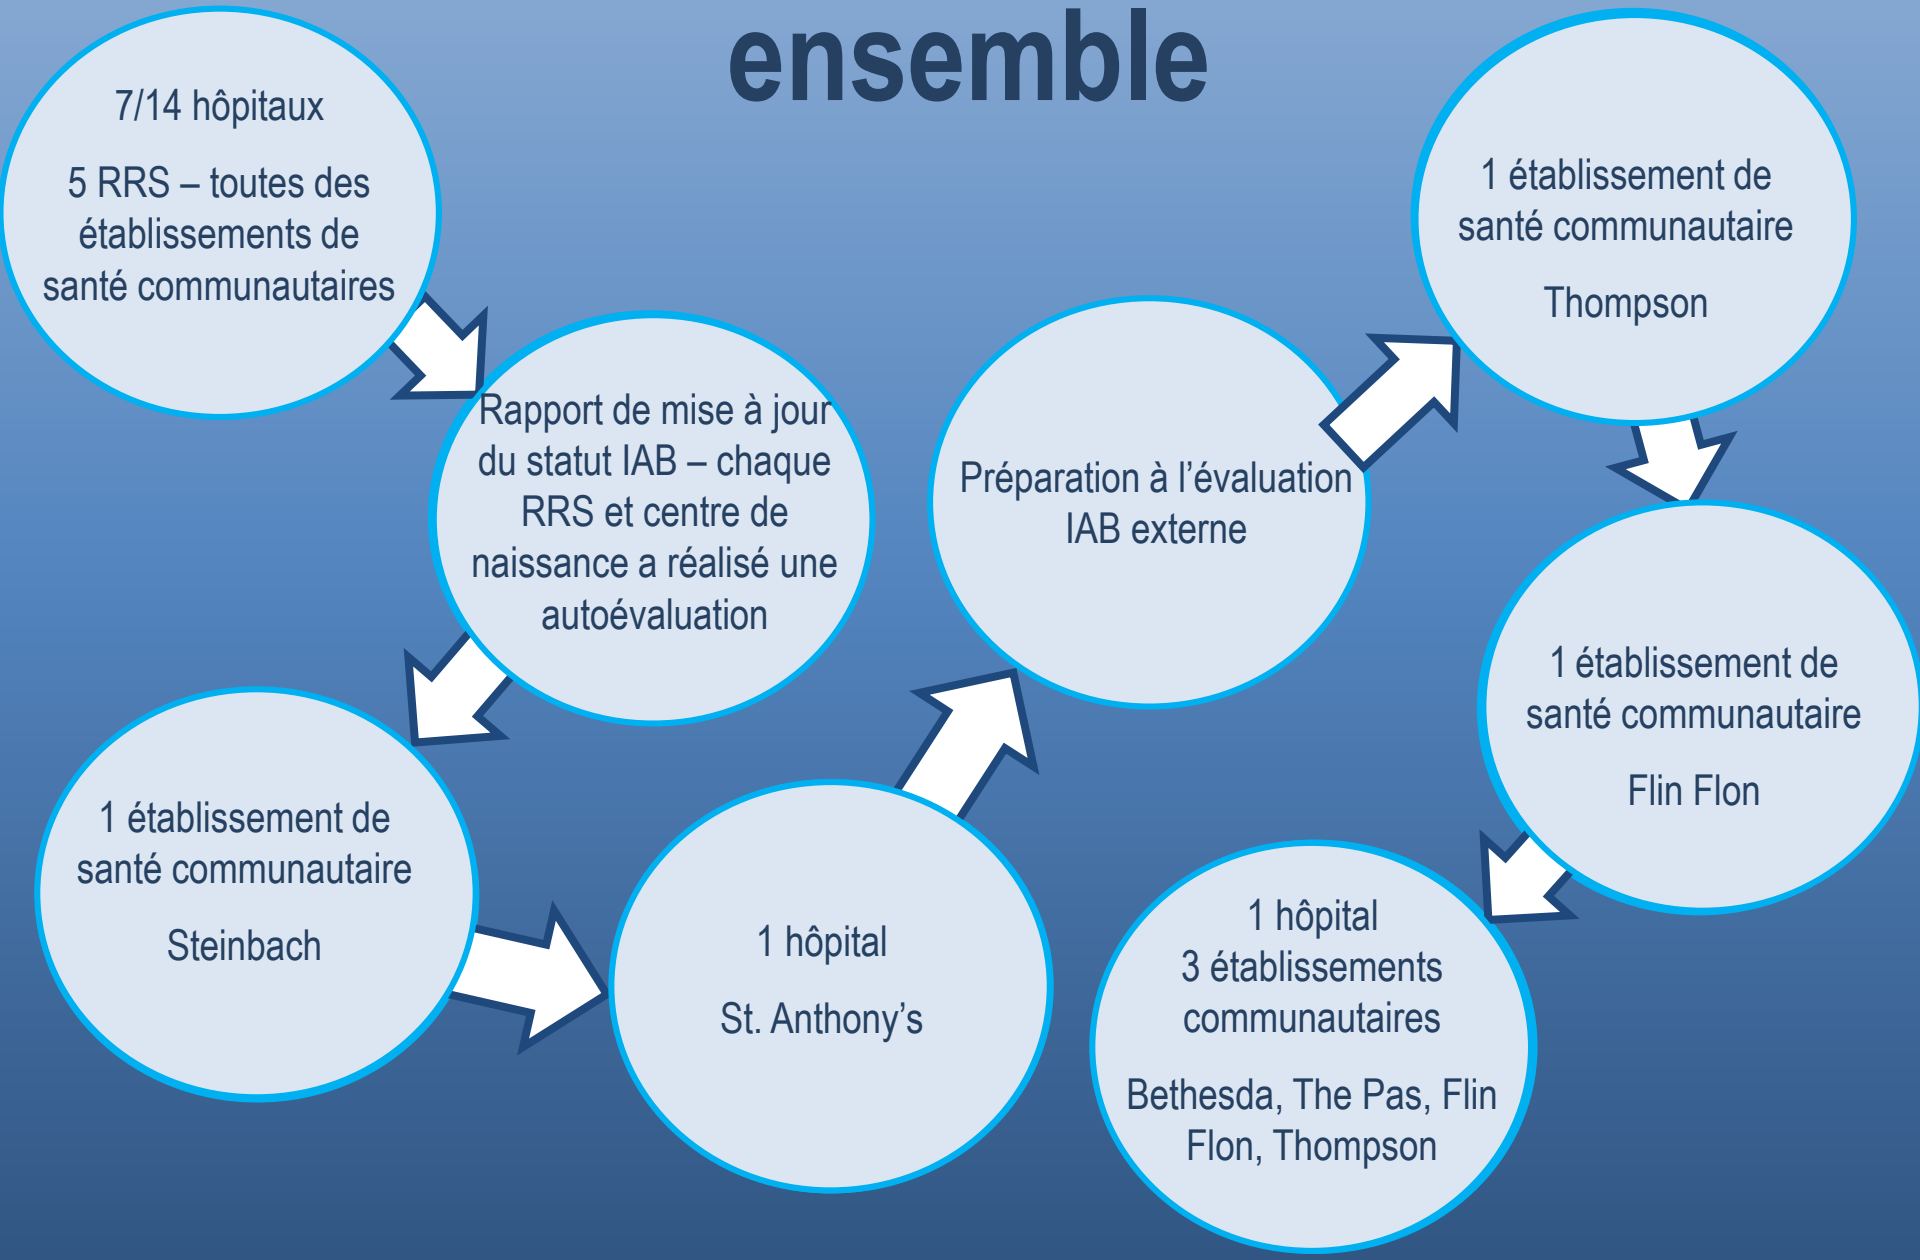 ensemble
7/14 hôpitaux
5 RRS – toutes des
établissements de
santé communautaires
Rapport de mise à jour
du statut IAB – chaque
RRS et centre de
naissance a réalisé une
autoévaluation
1 établissement de
santé communautaire
Steinbach
1 hôpital
St. Anthony’s
Préparation à l’évaluation
IAB externe
1 établissement de
santé communautaire
Thompson
1 établissement de
santé communautaire
Flin Flon
1 hôpital
3 établissements
communautaires
Bethesda, The Pas, Flin
Flon, Thompson